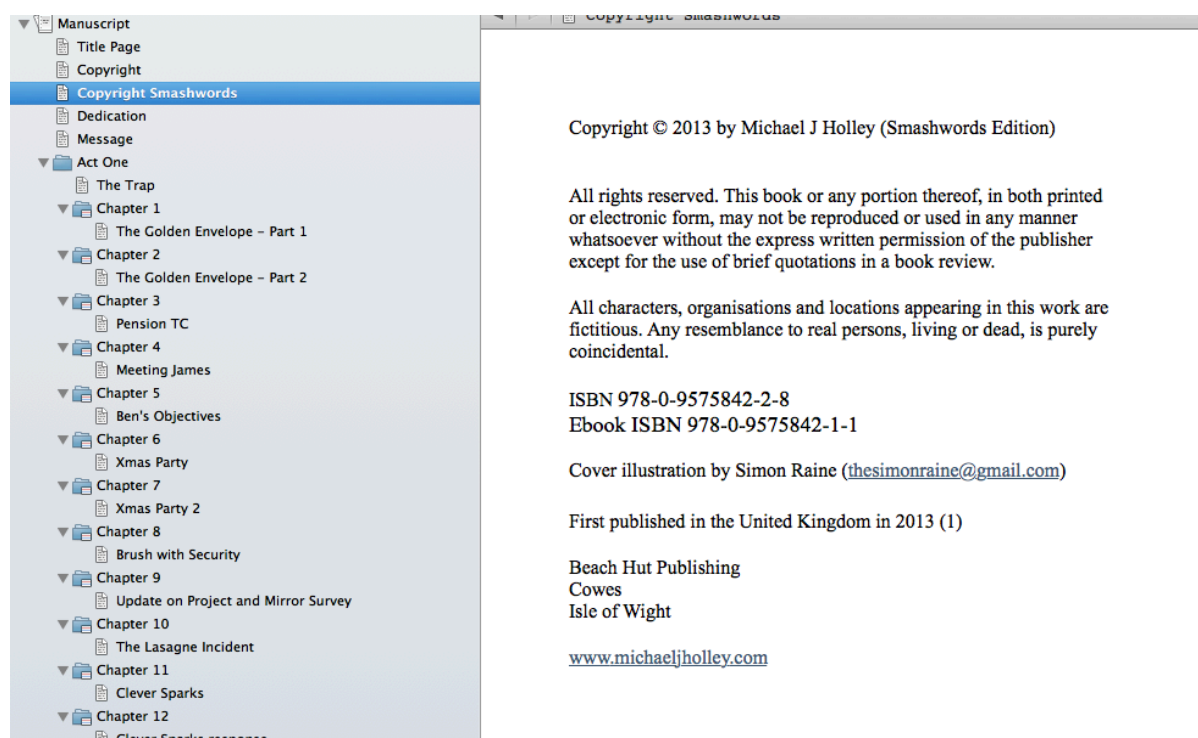 Manuscript
Title Page
Copyright
Copyright Smashwords
Dedication
Message
Act One
The Trap
Chapter 1
The Golden Envelope – Part 1
Chapter 2
The Golden Envelope – Part 2
Chapter 3
Pension TC
Chapter 4
Meeting James
Chapter 5
Ben's Objectives
Chapter 6
Xmas Party
Chapter 7
Xmas Party 2
Chapter 8
Brush with Security
Chapter 9
Update on Project and Mirror Survey
Chapter 10
The Lasagne Incident
Chapter 11
Clever Sparks
Chapter 12
Clever Sparks response
Copyright Smashwords
Copyright © 2013 by Michael J Holley (Smashwords Edition)
All rights reserved. This book or any portion thereof, in both printed
or electronic form, may not be reproduced or used in any manner
whatsoever without the express written permission of the publisher
except for the use of brief quotations in a book review.
All characters, organisations and locations appearing in this work are
fictitious. Any resemblance to real persons, living or dead, is purely
coincidental.
ISBN 978-0-9575842-2-8
Ebook ISBN 978-0-9575842-1-1
Cover illustration by Simon Raine (thesimonraine@gmail.com)
First published in the United Kingdom in 2013 (1)
Beach Hut Publishing
Cowes
Isle of Wight
www.michaeljholley.com